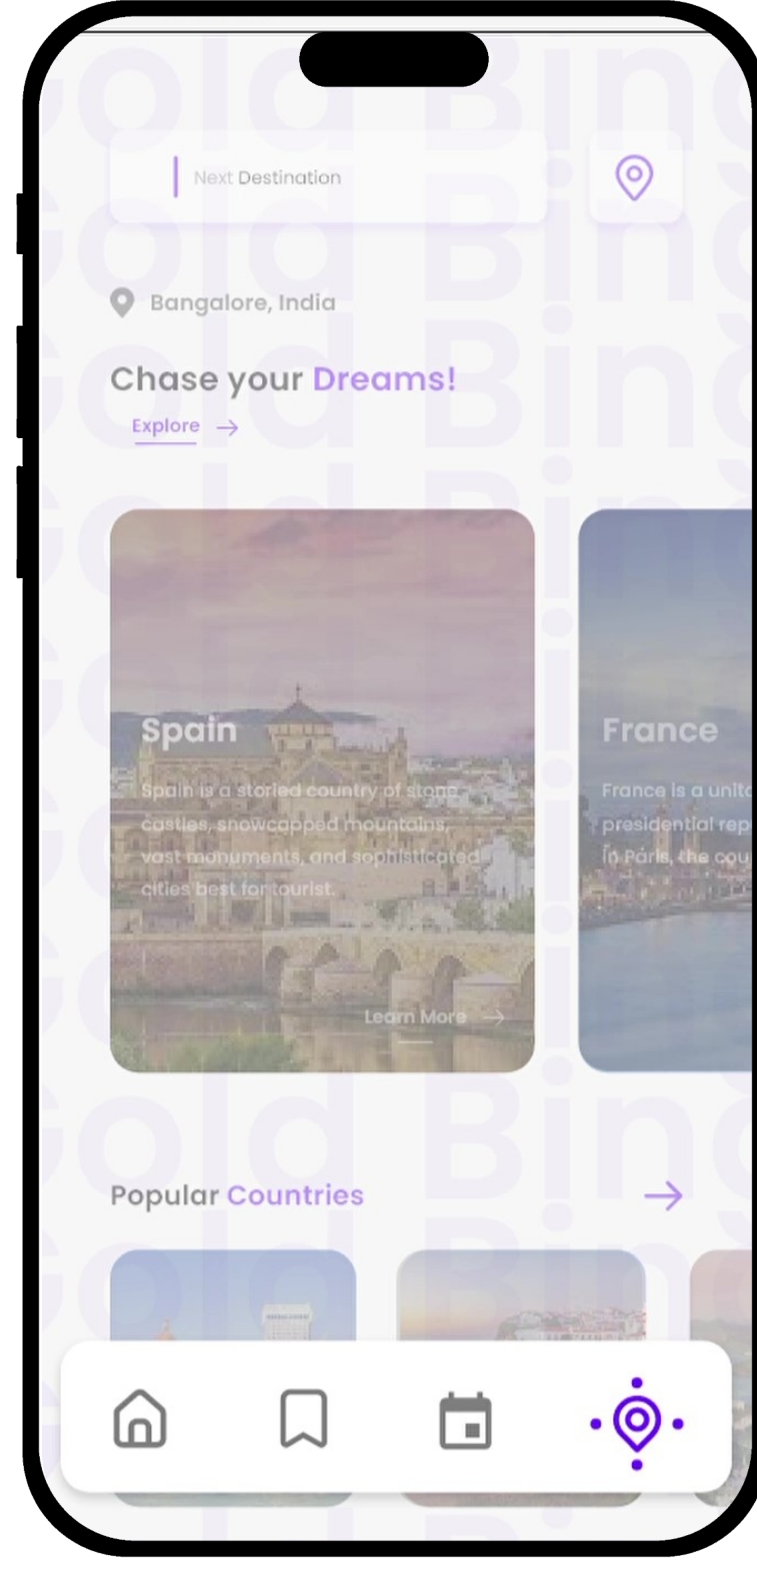 Next Destination
Bangalore, India
Chase your Dreams!
Explore
Spain
Spain is a storied country of stone
castles, snowcapped mountains,
vast monuments, and sophisticated
cities best for tourist.
Learn More
France
France is a unita
presidential rep
in Paris, the cou
Popular Countries